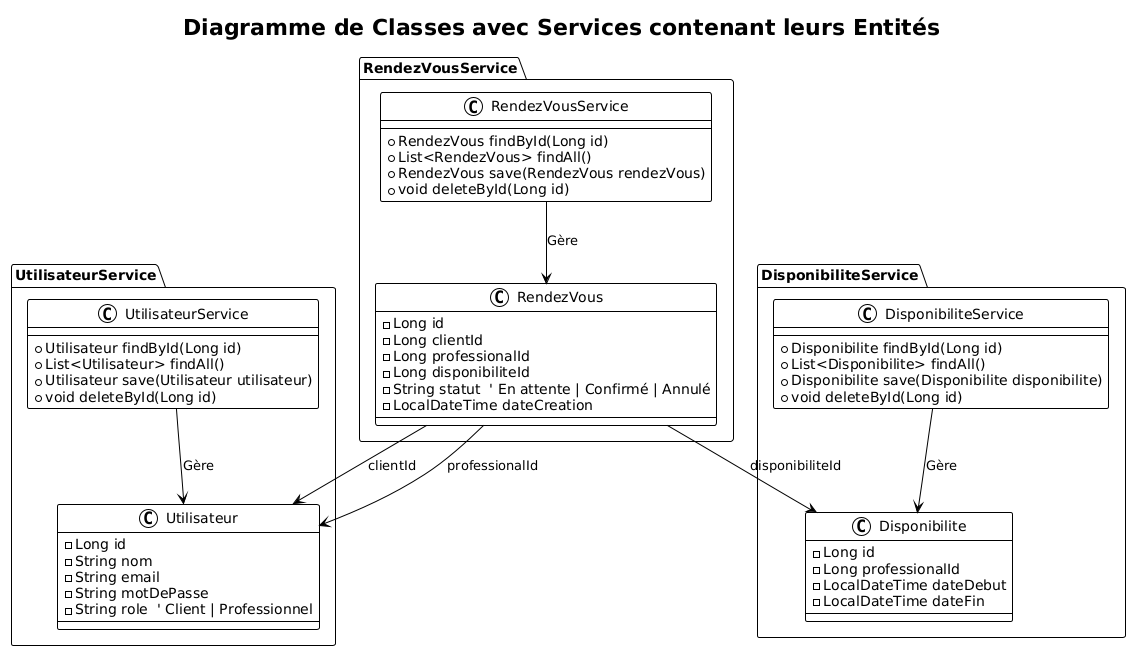 Diagramme de Classes avec Services contenant leurs Entités
RendezVousService
C RendezVousService
RendezVous findById(Long id)
List<RendezVous> findAll()
RendezVous save(RendezVous rendezVous)
void deleteById(Long id)
Gère
C RendezVous
Long id
Long clientId
Long professionalId
Long disponibiliteId
String statut  ' En attente | Confirmé | Annulé
LocalDateTime dateCreation
UtilisateurService
C UtilisateurService
Utilisateur findById(Long id)
List<Utilisateur> findAll()
Utilisateur save(Utilisateur utilisateur)
void deleteById(Long id)
Gère
clientId
professionalId
C Utilisateur
Long id
String nom
String email
String motDePasse
String role  ' Client | Professionnel
DisponibiliteService
C DisponibiliteService
Disponibilite findById(Long id)
List<Disponibilite> findAll()
Disponibilite save(Disponibilite disponibilite)
void deleteById(Long id)
disponibiliteId
Gère
C Disponibilite
Long id
Long professionalId
LocalDateTime dateDebut
LocalDateTime dateFin